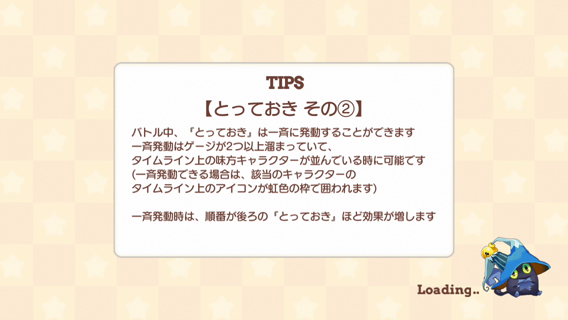 TIPS
【とっておき その②】
バトル中、『とっておき』は一斉に発動することができます
一斉発動はゲージが2つ以上溜まっていて、
タイムライン上の味方キャラクターが並んでいる時に可能です
(一斉発動できる場合は、該当のキャラクターの
タイムライン上のアイコンが虹色の枠で囲われます)
一斉発動時は、順番が後ろの『とっておき』ほど効果が増します
Loading..